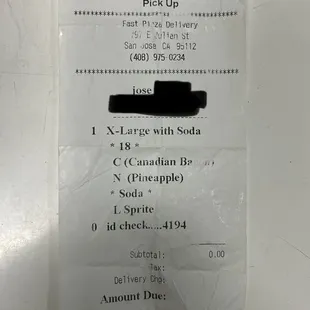 Pick Up
Fast Pizza Delivery
E Julian St
San Jose CA 95112
(408) 975 0234
jose
1 X-Large with Soda
* 18 *
C (Canadian
N (Pineapple)
* Soda *
L Sprite
0 id check.....4194
Subtotal: 0.00
Tax:
Delivery Chg:
Amount Due: